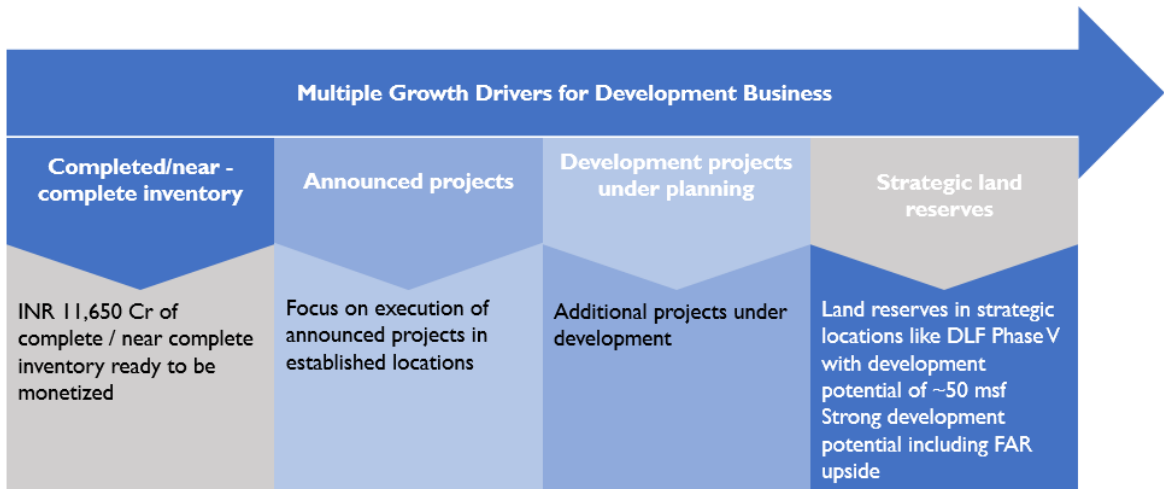 Multiple Growth Drivers for Development Business
Completed/near -
complete inventory
Announced projects
Development projects
under planning
Strategic land
reserves
INR 11,650 Cr of
complete / near complete
inventory ready to be
monetized
Focus on execution of
announced projects in
established locations
Additional projects under
development
Land reserves in strategic
locations like DLF Phase V
with development
potential of ~50 msf
Strong development
potential including FAR
upside